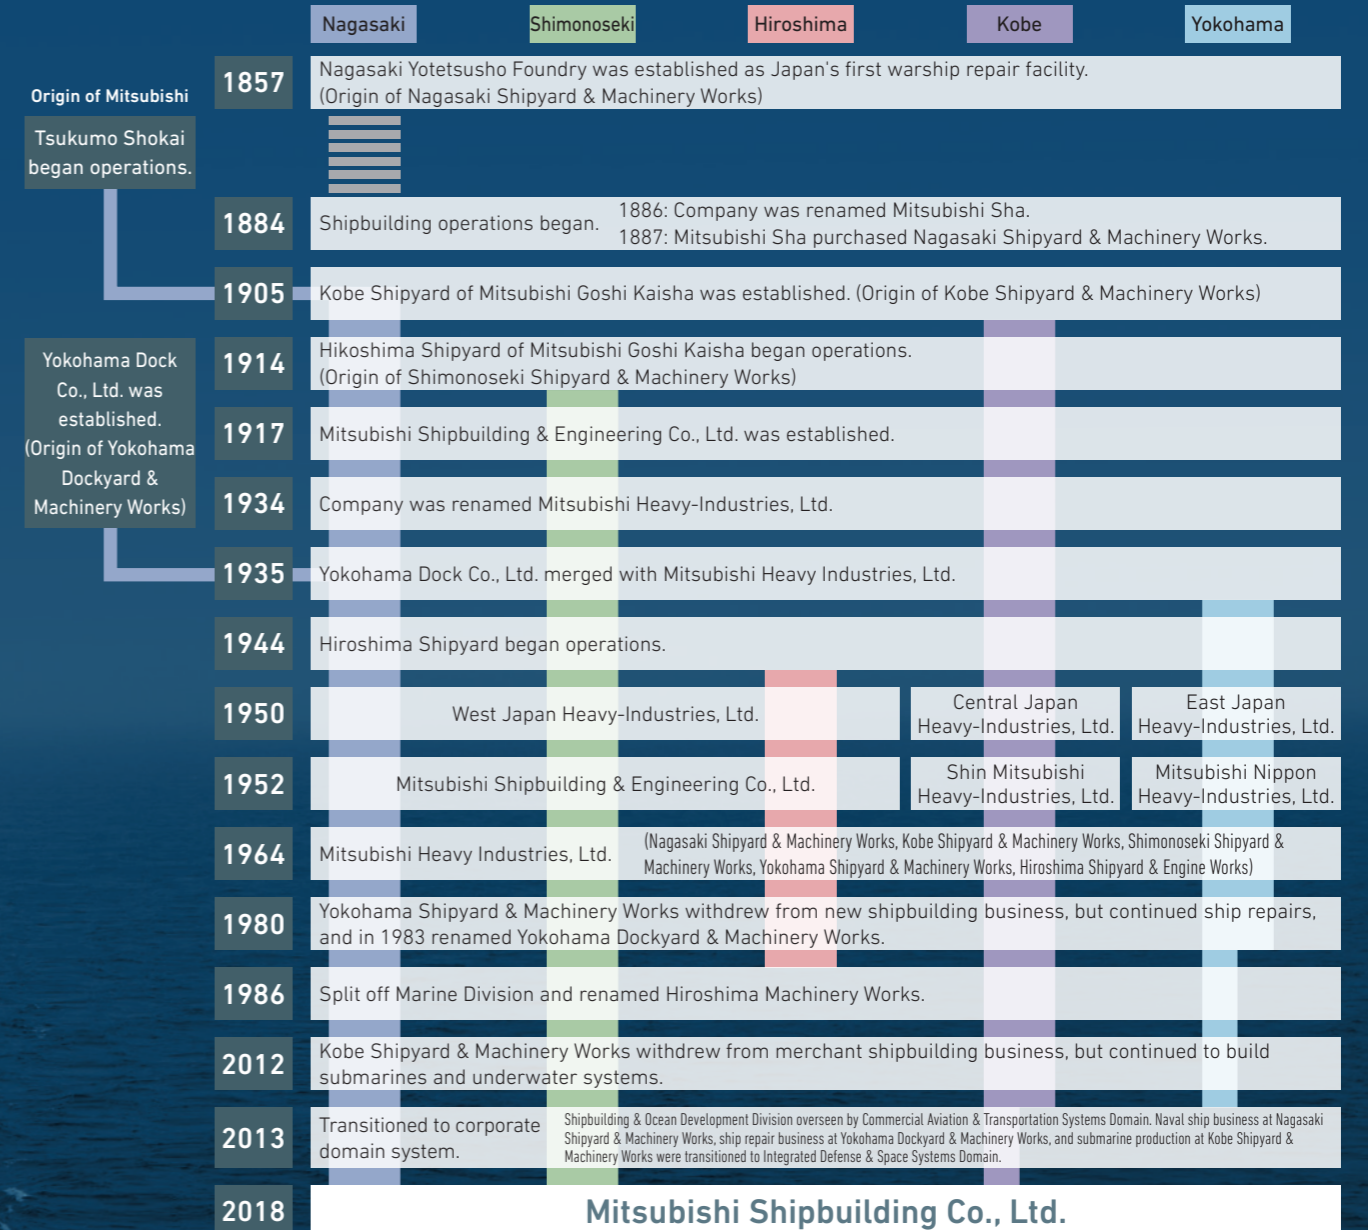 Nagasaki
Shimonoseki
Hiroshima
Kobe
Yokohama
Origin of Mitsubishi
Tsukumo Shokai
began operations.
1857
Nagasaki Yotetsusho Foundry was established as Japan's first warship repair facility.
(Origin of Nagasaki Shipyard & Machinery Works)
1884
Shipbuilding operations began.
1886: Company was renamed Mitsubishi Sha.
1887: Mitsubishi Sha purchased Nagasaki Shipyard & Machinery Works.
1905
Kobe Shipyard of Mitsubishi Goshi Kaisha was established. (Origin of Kobe Shipyard & Machinery Works)
Yokohama Dock
Co., Ltd. was
established.
(Origin of Yokohama
Dockyard &
Machinery Works)
1914
Hikoshima Shipyard of Mitsubishi Goshi Kaisha began operations.
(Origin of Shimonoseki Shipyard & Machinery Works)
1917
Mitsubishi Shipbuilding & Engineering Co., Ltd. was established.
1934
Company was renamed Mitsubishi Heavy-Industries, Ltd.
1935
Yokohama Dock Co., Ltd. merged with Mitsubishi Heavy Industries, Ltd.
1944
Hiroshima Shipyard began operations.
1950
West Japan Heavy-Industries, Ltd.
Central Japan
Heavy-Industries, Ltd.
East Japan
Heavy-Industries, Ltd.
1952
Mitsubishi Shipbuilding & Engineering Co., Ltd.
Shin Mitsubishi
Heavy-Industries, Ltd.
Mitsubishi Nippon
Heavy-Industries, Ltd.
1964
Mitsubishi Heavy Industries, Ltd.
(Nagasaki Shipyard & Machinery Works, Kobe Shipyard & Machinery Works, Shimonoseki Shipyard &
Machinery Works, Yokohama Shipyard & Machinery Works, Hiroshima Shipyard & Engine Works)
1980
Yokohama Shipyard & Machinery Works withdrew from new shipbuilding business, but continued ship repairs,
and in 1983 renamed Yokohama Dockyard & Machinery Works.
1986
Split off Marine Division and renamed Hiroshima Machinery Works.
2012
Kobe Shipyard & Machinery Works withdrew from merchant shipbuilding business, but continued to build
submarines and underwater systems.
2013
Transitioned to corporate
domain system.
Shipbuilding & Ocean Development Division overseen by Commercial Aviation & Transportation Systems Domain. Naval ship business at Nagasaki
Shipyard & Machinery Works, ship repair business at Yokohama Dockyard & Machinery Works, and submarine production at Kobe Shipyard &
Machinery Works were transitioned to Integrated Defense & Space Systems Domain.
2018
Mitsubishi Shipbuilding Co., Ltd.